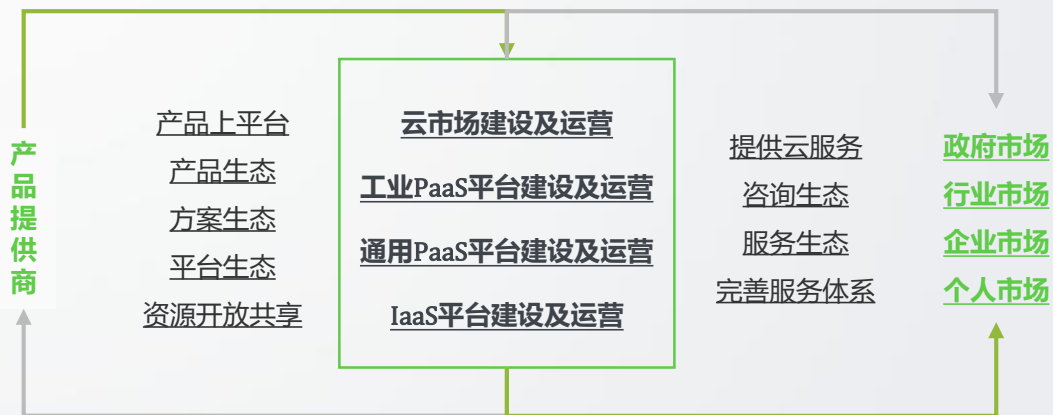 产品提供商
产品上平台
产品生态
方案生态
平台生态
资源开放共享
云市场建设及运营
工业PaaS平台建设及运营
通用PaaS平台建设及运营
IaaS平台建设及运营
提供云服务
咨询生态
服务生态
完善服务体系
政府市场
行业市场
企业市场
个人市场